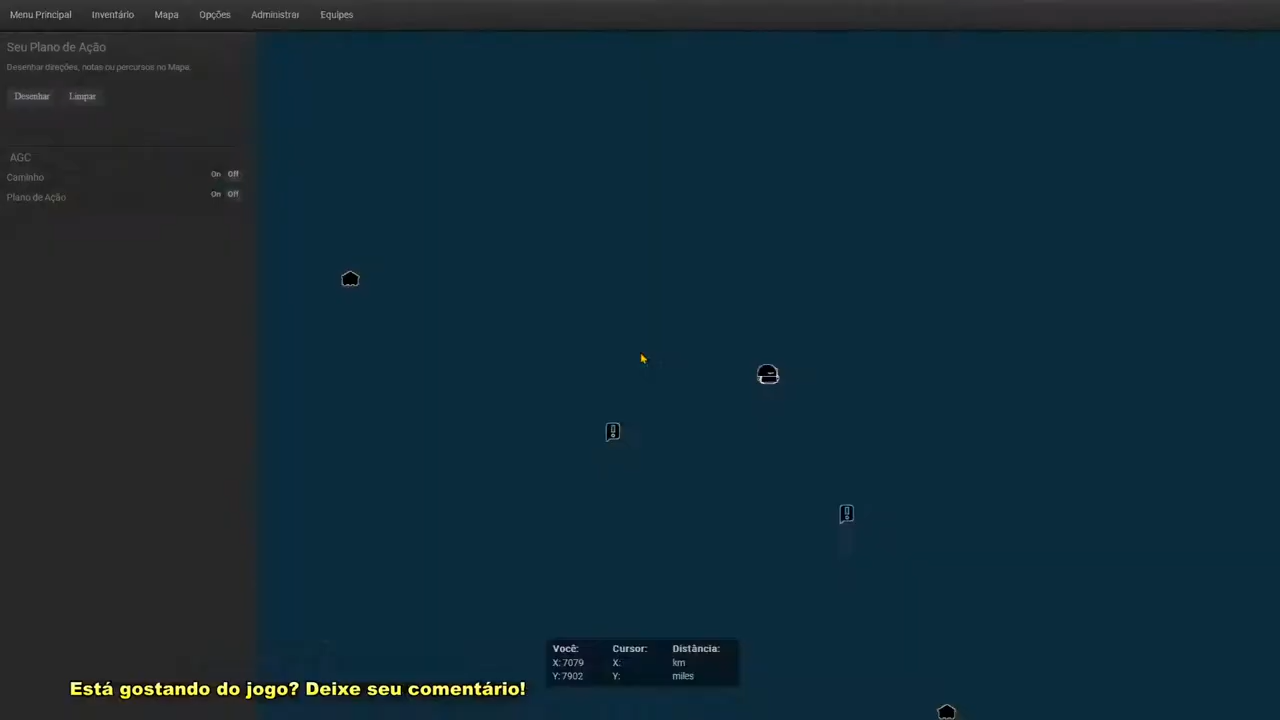 Menu Principal Inventário Mapa Opções Administrar Equipes
Seu Plano de Ação
Desenhar direções, notas ou percursos no Mapa.
Desenhar Limpar
AGC
Caminho On Off
Plano de Ação On Off
Você: Cursor: Distância:
X: 7079 X: km
Y: 7902 Y: miles
Está gostando do jogo? Deixe seu comentário!